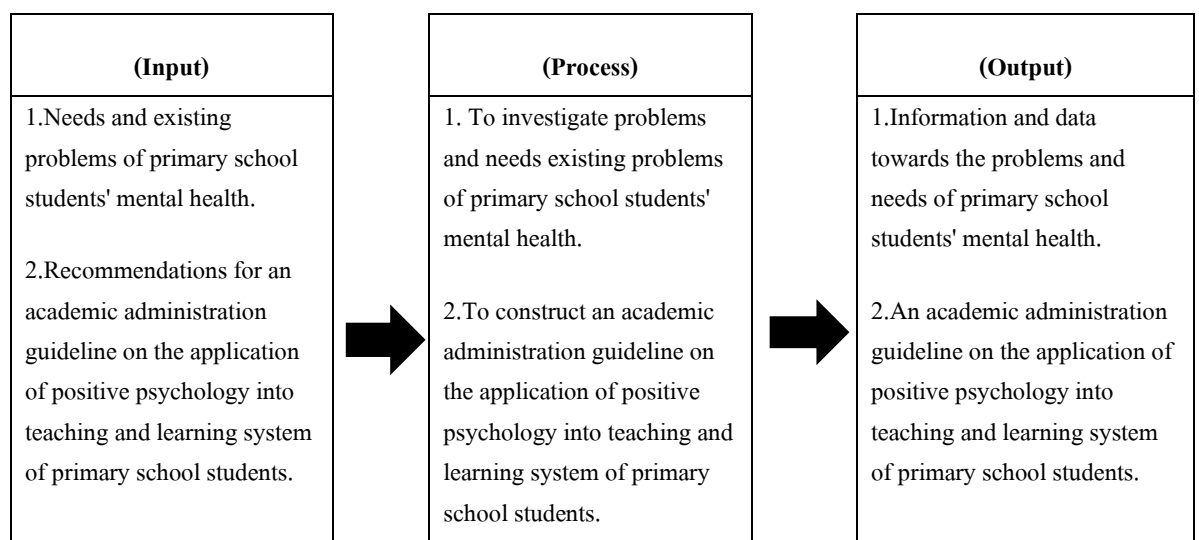 (Input)
1.Needs and existing
problems of primary school
students' mental health.
2.Recommendations for an
academic administration
guideline on the application
of positive psychology into
teaching and learning system
of primary school students.
(Process)
1. To investigate problems
and needs existing problems
of primary school students'
mental health.
2.To construct an academic
administration guideline on
the application of positive
psychology into teaching and
learning system of primary
school students.
(Output)
1.Information and data
towards the problems and
needs of primary school
students' mental health.
2.An academic administration
guideline on the application of
positive psychology into
teaching and learning system
of primary school students.